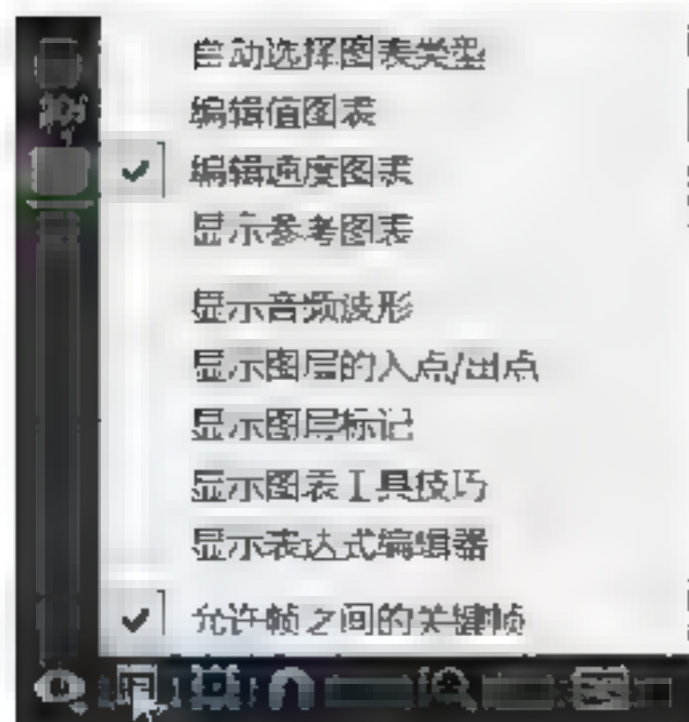 自动选择图表类型
编辑值图表
编辑速度图表
显示参考图表
显示音频波形
显示图层的入点/出点
显示图层标记
显示图表工具技巧
显示表达式编辑器
允许帧之间的关键帧